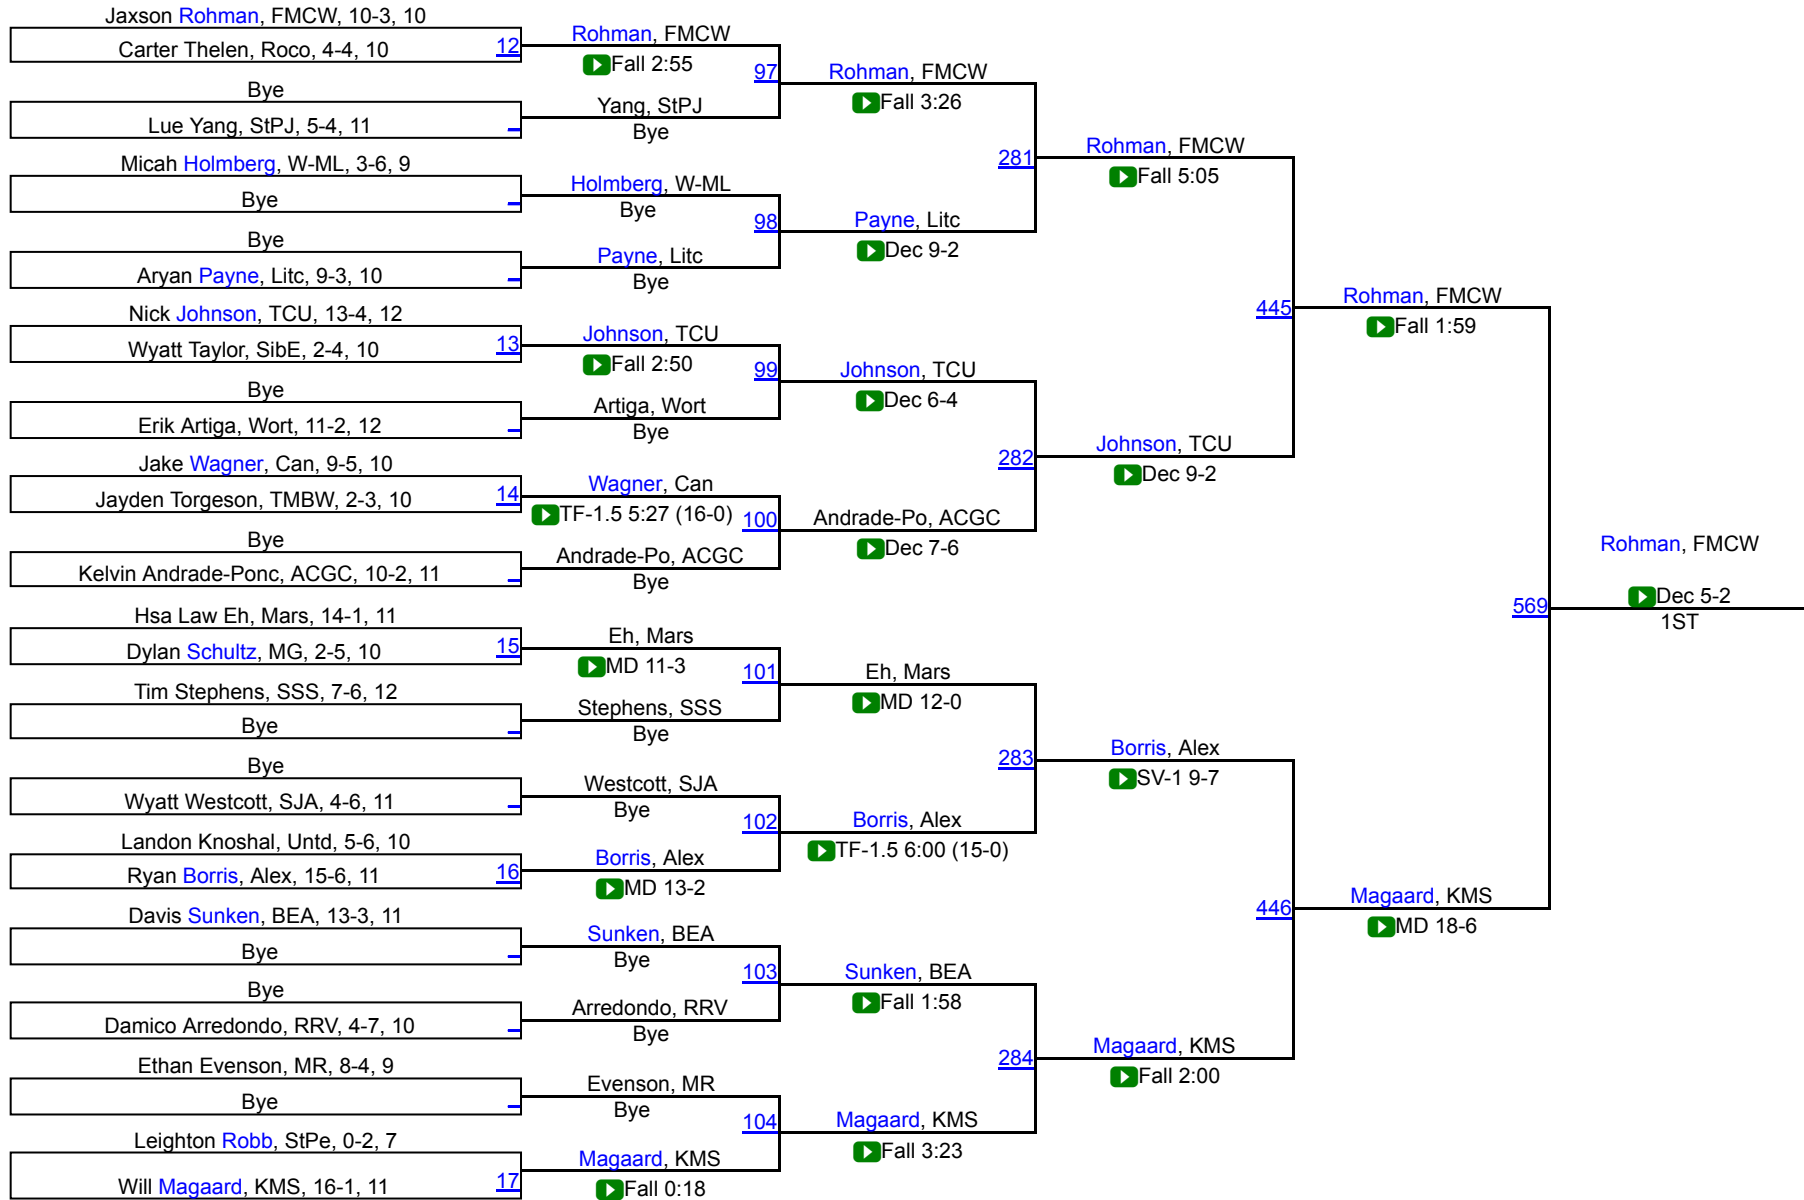 Jaxson Rohman, FMCW, 10-3, 10
Carter Thelen, Roco, 4-4, 10
12
Bye
Lue Yang, StPJ, 5-4, 11
Micah Holmberg, W-ML, 3-6, 9
Bye
Bye
Aryan Payne, Litc, 9-3, 10
Nick Johnson, TCU, 13-4, 12
Wyatt Taylor, SibE, 2-4, 10
13
Bye
Erik Artiga, Wort, 11-2, 12
Jake Wagner, Can, 9-5, 10
Jayden Torgeson, TMBW, 2-3, 10
14
Bye
Kelvin Andrade-Ponc, ACGC, 10-2, 11
Hsa Law Eh, Mars, 14-1, 11
Dylan Schultz, MG, 2-5, 10
15
Tim Stephens, SSS, 7-6, 12
Bye
Bye
Wyatt Westcott, SJA, 4-6, 11
Landon Knoshal, Untd, 5-6, 10
Ryan Borris, Alex, 15-6, 11
16
Davis Sunken, BEA, 13-3, 11
Bye
Bye
Damico Arredondo, RRV, 4-7, 10
Ethan Evenson, MR, 8-4, 9
Bye
Leighton Robb, StPe, 0-2, 7
Will Magaard, KMS, 16-1, 11
17
Rohman, FMCW
Fall 2:55
97
Yang, StPJ
Bye
Holmberg, W-ML
Bye
98
Payne, Litc
Bye
Johnson, TCU
Fall 2:50
99
Artiga, Wort
Bye
Wagner, Can
TF-1.5 5:27 (16-0)
100
Andrade-Po, ACGC
Bye
Eh, Mars
MD 11-3
101
Stephens, SSS
Bye
Westcott, SJA
Bye
102
Borris, Alex
MD 13-2
Sunken, BEA
Bye
103
Arredondo, RRV
Bye
Evenson, MR
Bye
104
Magaard, KMS
Fall 0:18
Rohman, FMCW
Fall 3:26
281
Payne, Litc
Dec 9-2
Johnson, TCU
Dec 6-4
282
Andrade-Po, ACGC
Dec 7-6
Eh, Mars
MD 12-0
283
Borris, Alex
TF-1.5 6:00 (15-0)
Sunken, BEA
Fall 1:58
284
Magaard, KMS
Fall 3:23
Rohman, FMCW
Fall 5:05
445
Johnson, TCU
Dec 9-2
Borris, Alex
SV-1 9-7
446
Magaard, KMS
Fall 2:00
Rohman, FMCW
Fall 1:59
569
Magaard, KMS
MD 18-6
Rohman, FMCW
Dec 5-2
1ST